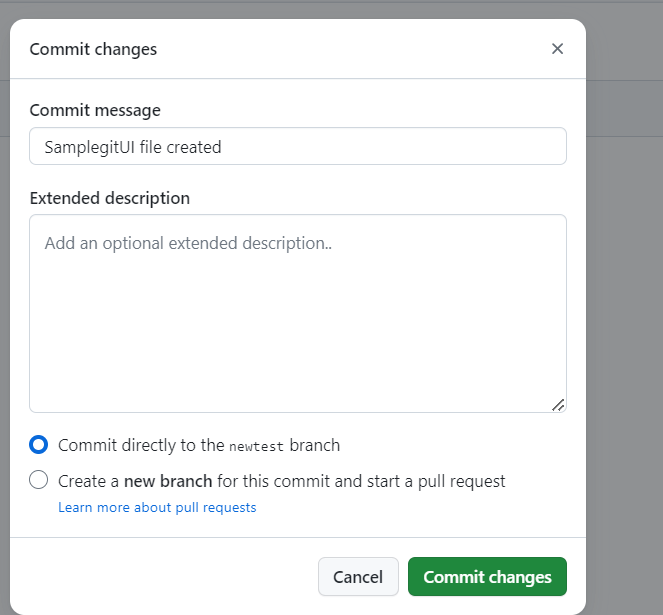 Commit changes
Commit message
SamplegitUI file created
Extended description
Add an optional extended description..
Commit directly to the newtest branch
Create a new branch for this commit and start a pull request
Learn more about pull requests
Cancel
Commit changes